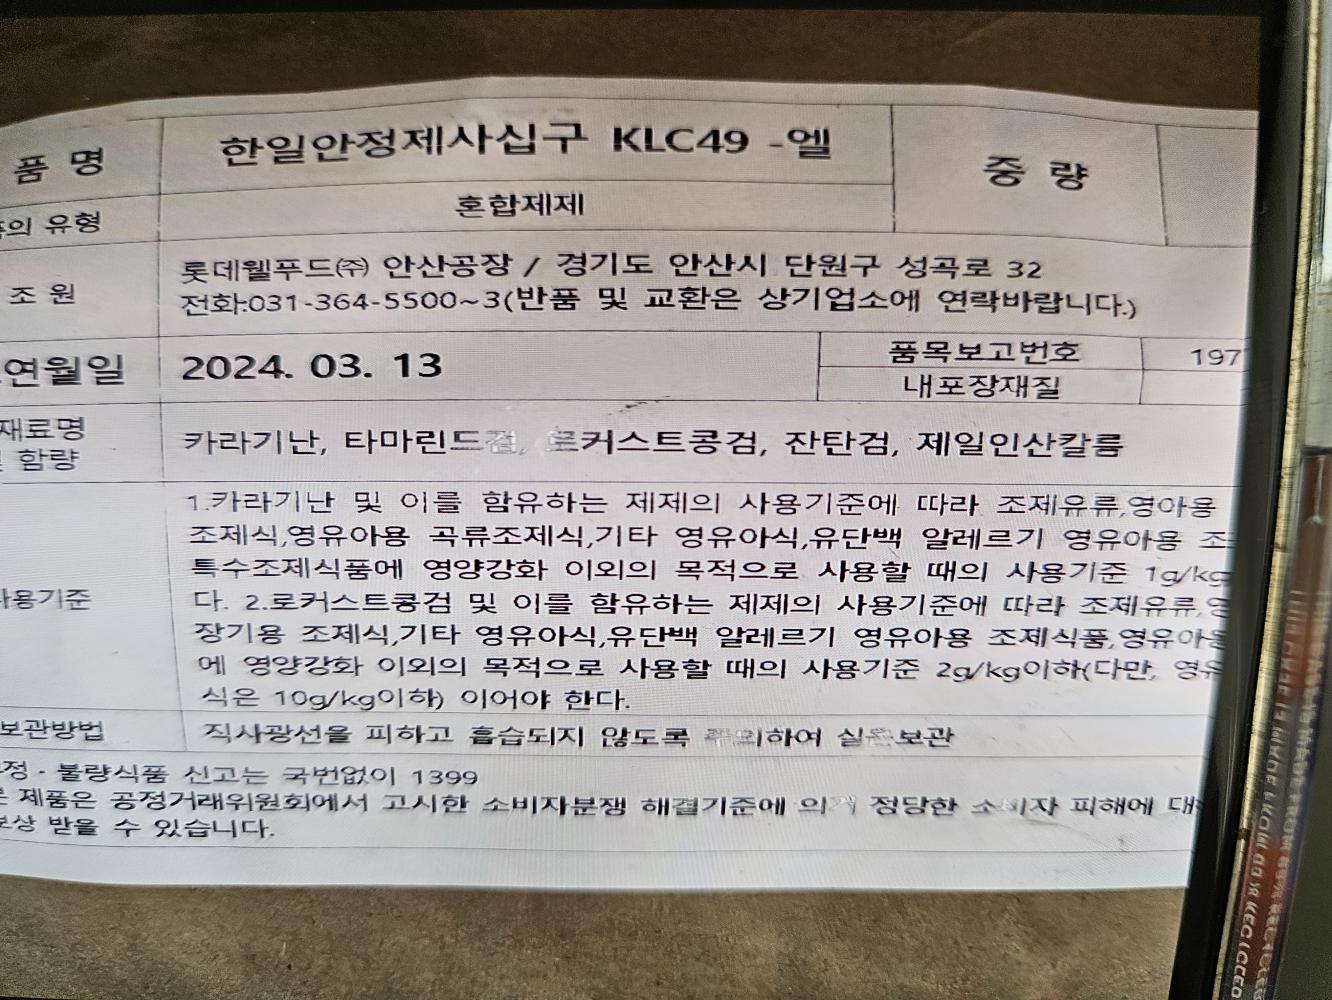 품 명
한일안정제사십구 KLC49 -엘
중 량
의 유형
혼합제제
조 원
롯데웰푸드㈜ 안산공장 / 경기도 안산시 단원구 성곡로 32
전화:031-364-5500~3(반품 및 교환은 상기업소에 연락바랍니다.)
연월일
2024. 03. 13
품목보고번호
197
내포장재질
재료명
함량
카라기난, 타마린드검, 로커스트콩검, 잔탄검, 제일인산칼륨
사용기준
1.카라기난 및 이를 함유하는 제제의 사용기준에 따라 조제유류,영아용
조제식,영유아용 곡류조제식,기타 영유아식,유단백 알레르기 영유아용 조
특수조제식품에 영양강화 이외의 목적으로 사용할 때의 사용기준 1g/kg
다. 2.로커스트콩검 및 이를 함유하는 제제의 사용기준에 따라 조제유류,영
장기용 조제식,기타 영유아식,유단백 알레르기 영유아용 조제식품,영유아용
에 영양강화 이외의 목적으로 사용할 때의 사용기준 2g/kg이하(다만, 영유
식은 10g/kg이하) 이어야 한다.
보관방법
직사광선을 피하고 흡습되지 않도록 주의하여 실온보관
정·불량식품 신고는 국번없이 1399
제품은 공정거래위원회에서 고시한 소비자분쟁 해결기준에 의거 정당한 소비자 피해에 대
보상 받을 수 있습니다.